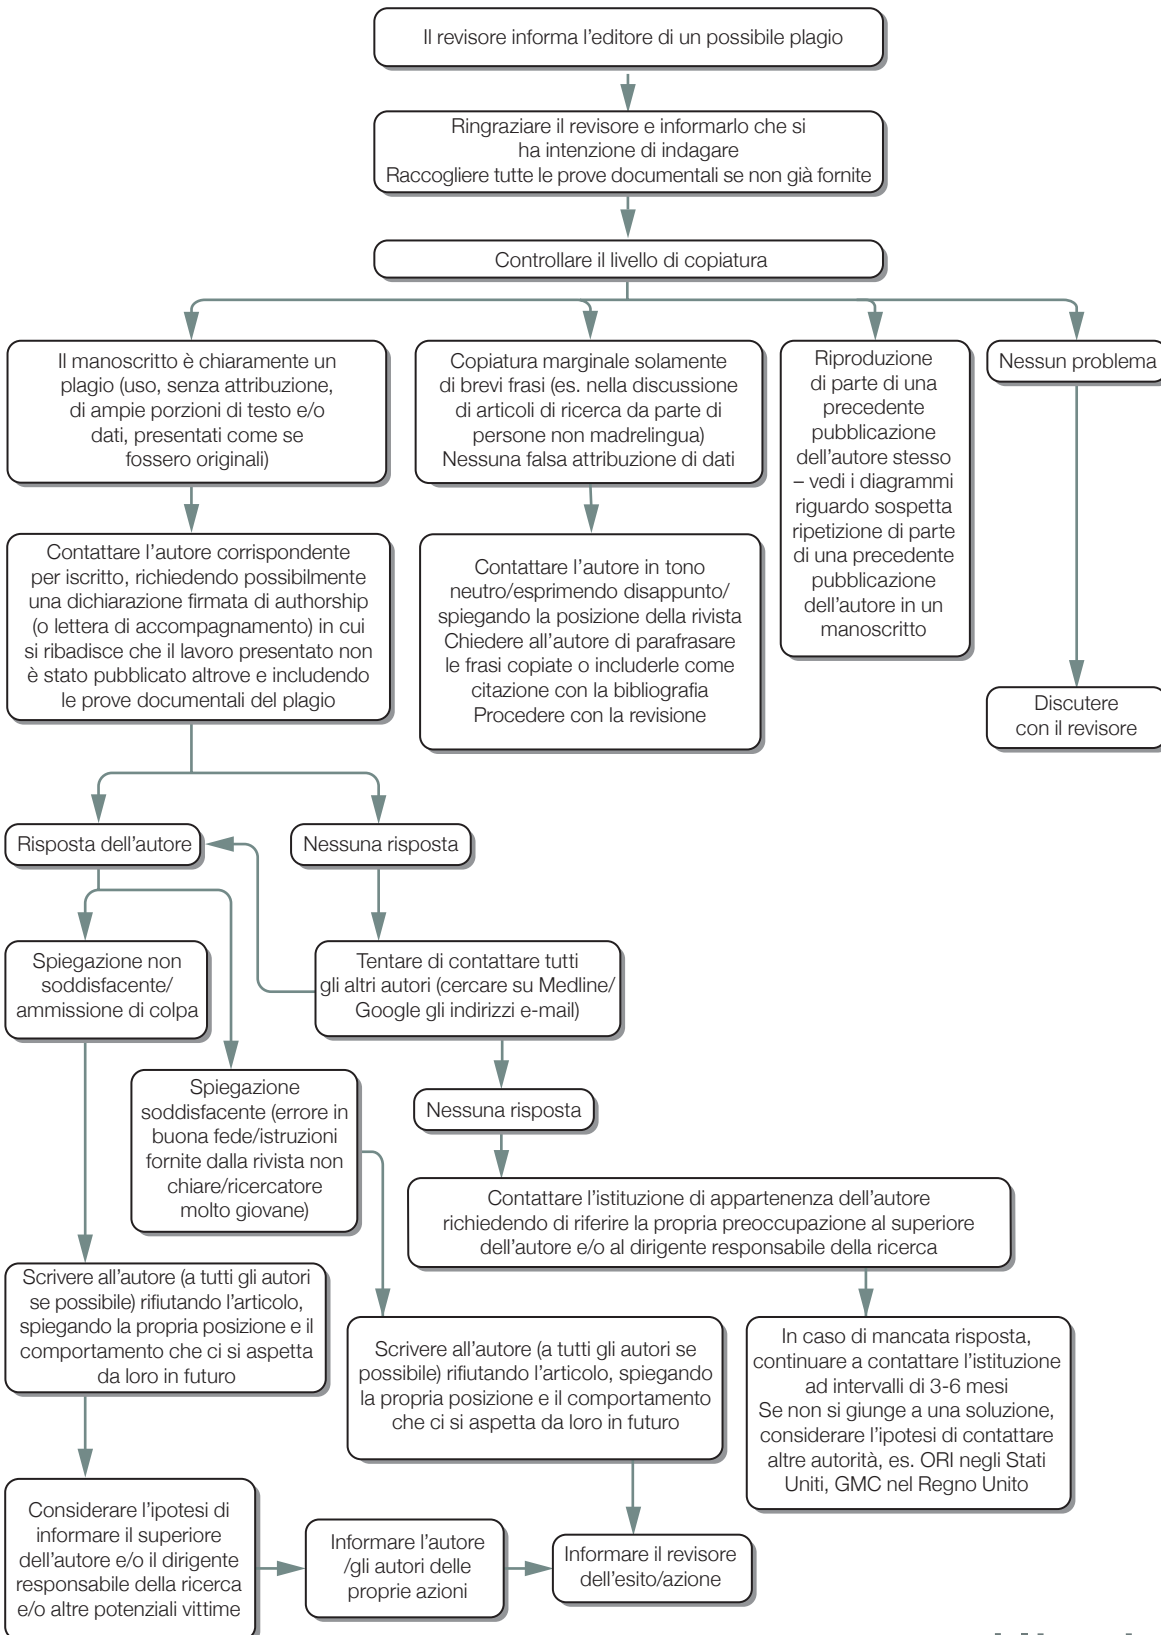 Il revisore informa l'editore di un possibile plagio
Ringraziare il revisore e informarlo che si
ha intenzione di indagare
Raccogliere tutte le prove documentali se non già fornite
Controllare il livello di copiatura
Il manoscritto è chiaramente un
plagio (uso, senza attribuzione,
di ampie porzioni di testo e/o
dati, presentati come se
fossero originali)
Copiatura marginale solamente
di brevi frasi (es. nella discussione
di articoli di ricerca da parte di
persone non madrelingua)
Nessuna falsa attribuzione di dati
Riproduzione
di parte di una
precedente
pubblicazione
dell'autore stesso
– vedi i diagrammi
riguardo sospetta
ripetizione di parte
di una precedente
pubblicazione
dell'autore in un
manoscritto
Nessun problema
Contattare l'autore corrispondente
per iscritto, richiedendo possibilmente
una dichiarazione firmata di authorship
(o lettera di accompagnamento) in cui
si ribadisce che il lavoro presentato non
è stato pubblicato altrove e includendo
le prove documentali del plagio
Contattare l'autore in tono
neutro/esprimendo disappunto/
spiegando la posizione della rivista
Chiedere all'autore di parafrasare
le frasi copiate o includerle come
citazione con la bibliografia
Procedere con la revisione
Discutere
con il revisore
Risposta dell'autore
Nessuna risposta
Spiegazione non
soddisfacente/
ammissione di colpa
Tentare di contattare tutti
gli altri autori (cercare su Medline/
Google gli indirizzi e-mail)
Spiegazione
soddisfacente (errore in
buona fede/istruzioni
fornite dalla rivista non
chiare/ricercatore
molto giovane)
Nessuna risposta
Contattare l'istituzione di appartenenza dell'autore
richiedendo di riferire la propria preoccupazione al superiore
dell'autore e/o al dirigente responsabile della ricerca
Scrivere all'autore (a tutti gli autori
se possibile) rifiutando l'articolo,
spiegando la propria posizione e il
comportamento che ci si aspetta
da loro in futuro
Scrivere all'autore (a tutti gli autori se
possibile) rifiutando l'articolo, spiegando
la propria posizione e il comportamento
che ci si aspetta da loro in futuro
In caso di mancata risposta,
continuare a contattare l'istituzione
ad intervalli di 3-6 mesi
Se non si giunge a una soluzione,
considerare l'ipotesi di contattare
altre autorità, es. ORI negli Stati
Uniti, GMC nel Regno Unito
Considerare l'ipotesi di
informare il superiore
dell'autore e/o il dirigente
responsabile della ricerca
e/o altre potenziali vittime
Informare l'autore
/gli autori delle
proprie azioni
Informare il revisore
dell'esito/azione